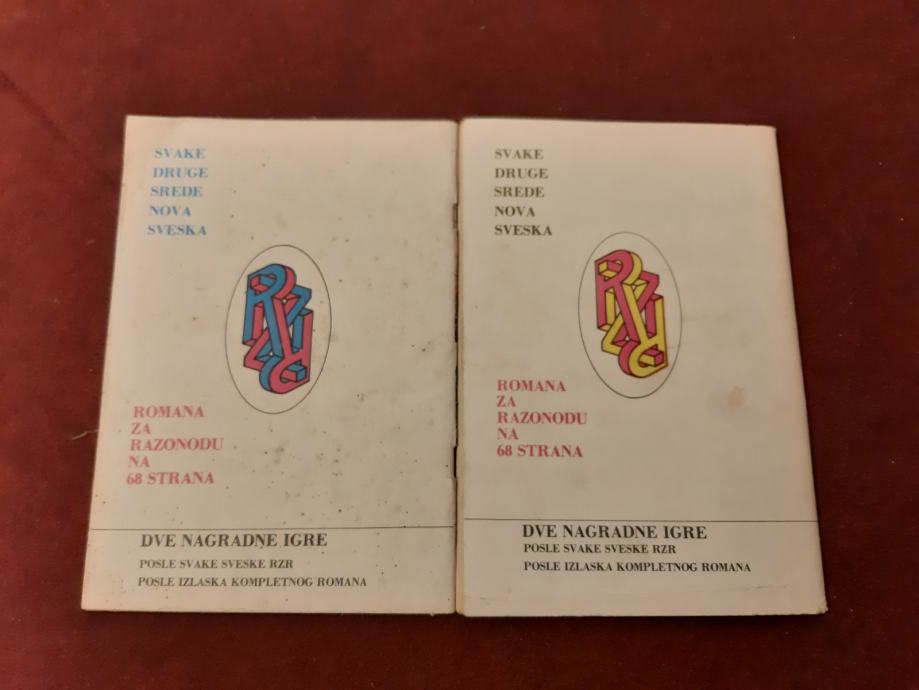 SVAKE
DRUGE
SREDE
NOVA
SVESKA
RZR
ROMANA
ZA
RAZONODU
NA
68 STRANA
DVE NAGRADNE IGRE
POSLE SVAKE SVESKE RZR
POSLE IZLASKA KOMPLETNOG ROMANA
SVAKE
DRUGE
SREDE
NOVA
SVESKA
RZR
ROMANA
ZA
RAZONODU
NA
68 STRANA
DVE NAGRADNE IGRE
POSLE SVAKE SVESKE RZR
POSLE IZLASKA KOMPLETNOG ROMANA